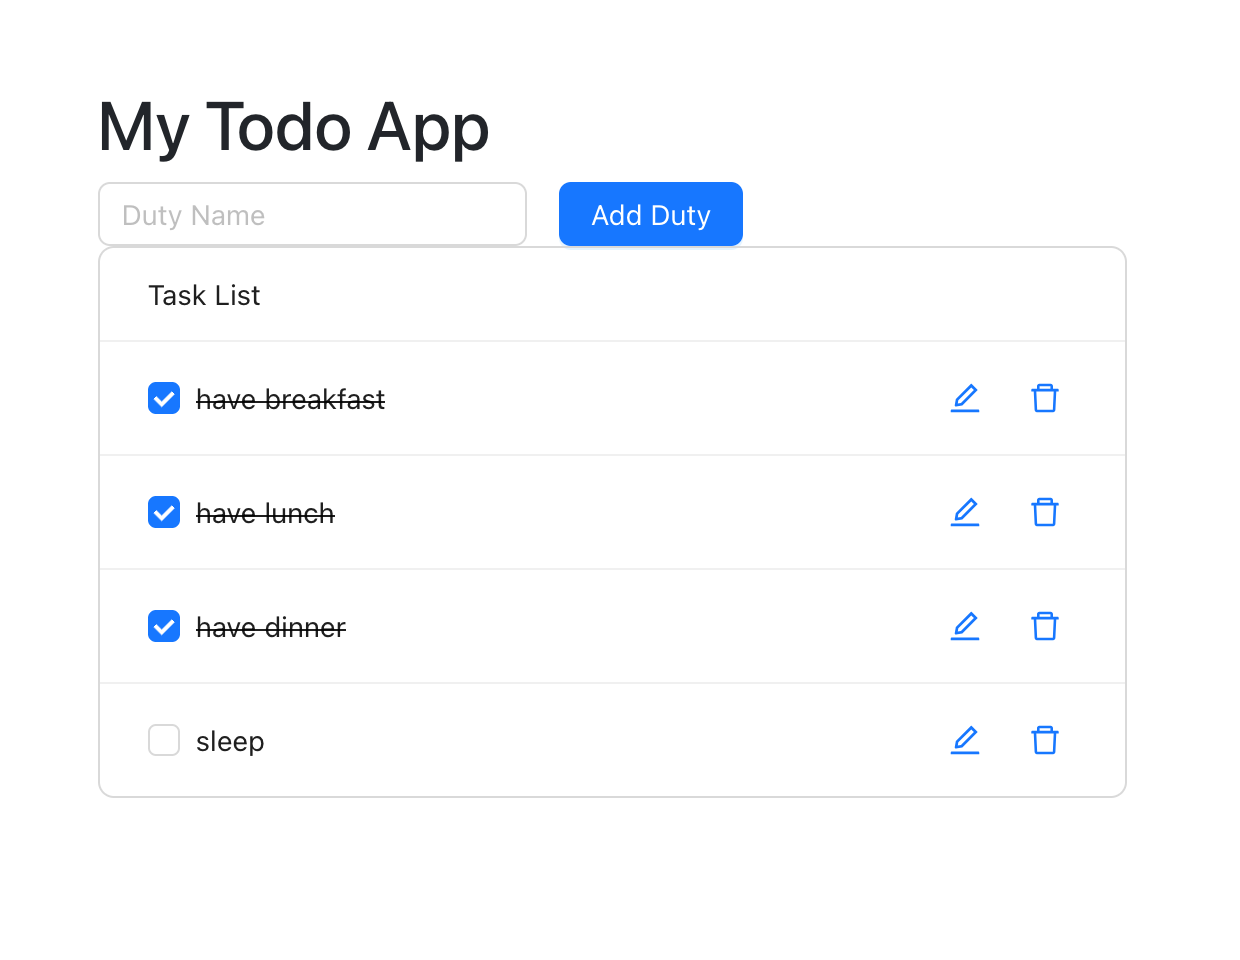 My Todo App
Duty Name
Add Duty
Task List
have breakfast
have lunch
have dinner
sleep